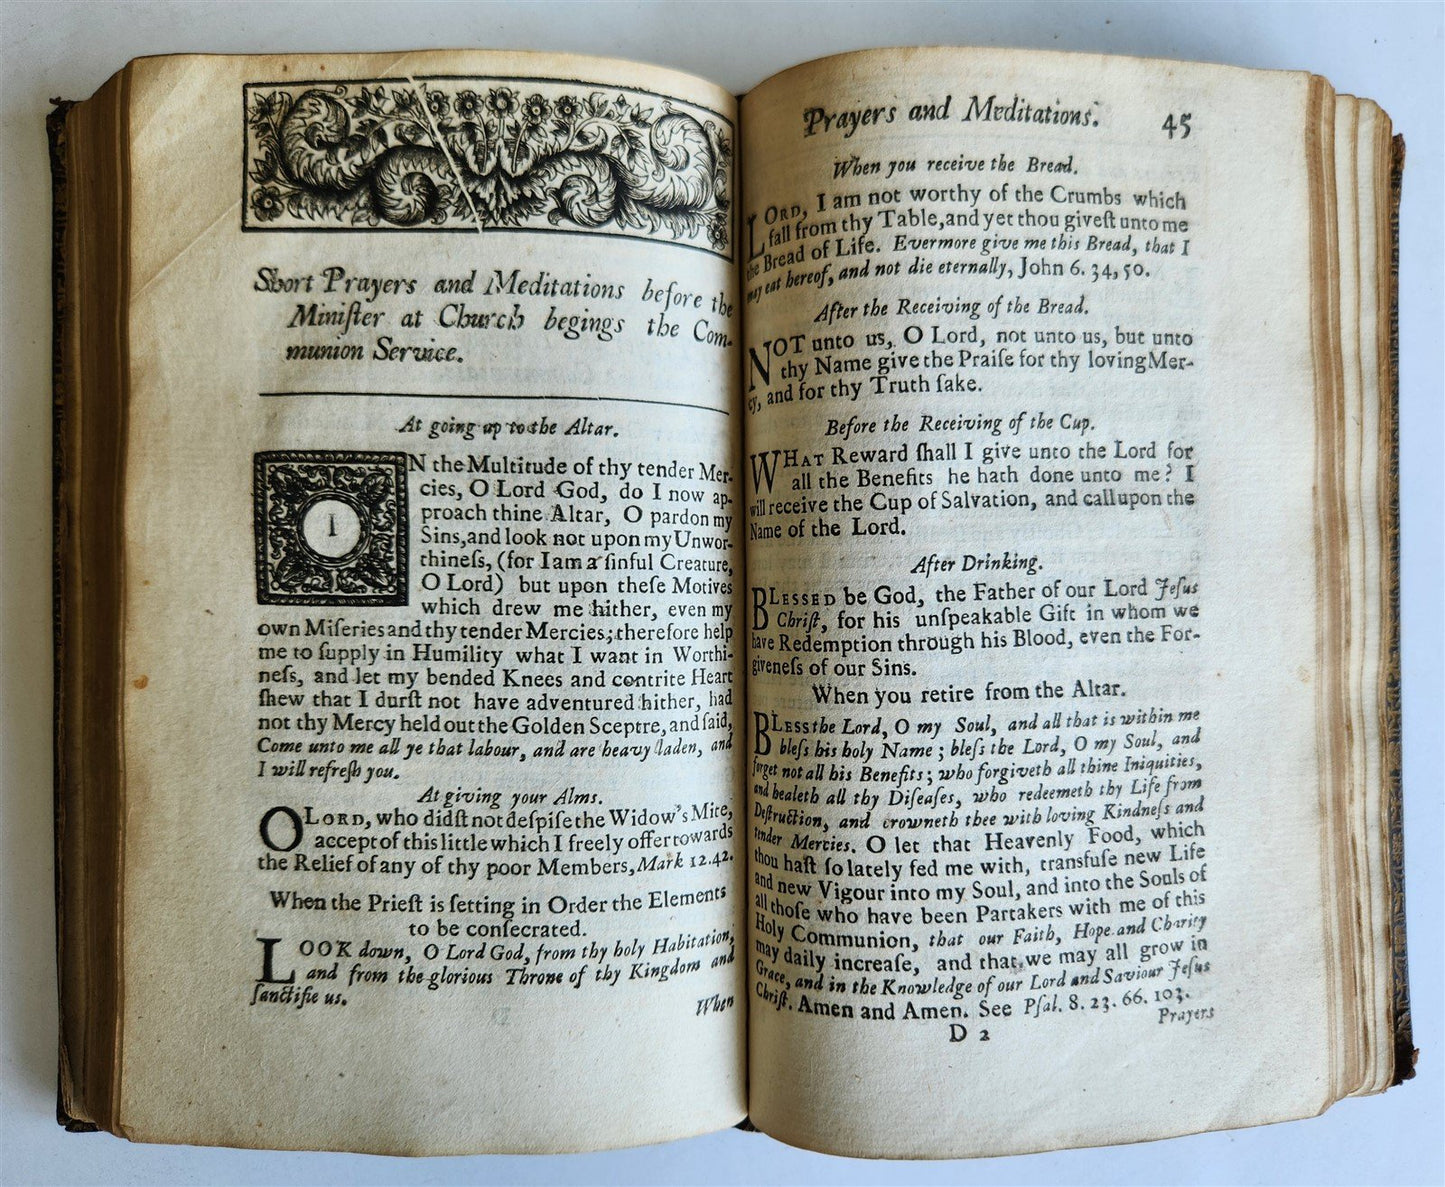 Short Prayers and Meditations before the
Miniſter at Church begings the Com-
munion Service.
At going up to the Altar.
IN the Multitude of thy tender Mer-
cies, O Lord God, do I now ap-
proach thine Altar, O pardon my
Sins, and look not upon my Unwor-
thineſs, (for I am a ſinful Creature,
O Lord) but upon theſe Motives
which drew me hither, even my
own Miſeries and thy tender Mercies; therefore help
me to ſupply in Humility what I want in Worthi-
neſs, and let my bended Knees and contrite Heart
ſhew that I durſt not have adventured hither, had
not thy Mercy held out the Golden Sceptre, and ſaid,
Come unto me all ye that labour, and are heavy laden, and
I will refreſh you.
At giving your Alms.
O LORD, who didſt not deſpiſe the Widow's Mite,
accept of this little which I freely offer towards
the Relief of any of thy poor Members, Mark 12.42.
When the Prieſt is ſetting in Order the Elements
to be conſecrated.
LOOK down, O Lord God, from thy holy Habitation,
and from the glorious Throne of thy Kingdom and
ſanctifie us.
When
Prayers and Meditations. 45
When you receive the Bread.
LORD, I am not worthy of the Crumbs which
fall from thy Table, and yet thou giveſt unto me
the Bread of Life. Evermore give me this Bread, that I
may eat hereof, and not die eternally, John 6. 34, 50.
After the Receiving of the Bread.
NOT unto us, O Lord, not unto us, but unto
thy Name give the Praiſe for thy loving Mer-
cy, and for thy Truth ſake.
Before the Receiving of the Cup.
WHAT Reward ſhall I give unto the Lord for
all the Benefits he hath done unto me? I
will receive the Cup of Salvation, and call upon the
Name of the Lord.
After Drinking.
BLESSED be God, the Father of our Lord Jeſus
Chriſt, for his unſpeakable Gift in whom we
have Redemption through his Blood, even the For-
giveneſs of our Sins.
When you retire from the Altar.
BLESS the Lord, O my Soul, and all that is within me
bleſs his holy Name; bleſs the Lord, O my Soul, and
forget not all his Benefits; who forgiveth all thine Iniquities,
and healeth all thy Diſeaſes, who redeemeth thy Life from
Deſtruction, and crowneth thee with loving Kindneſs and
tender Mercies. O let that Heavenly Food, which
thou haſt ſo lately fed me with, transfuſe new Life
and new Vigour into my Soul, and into the Souls of
all thoſe who have been Partakers with me of this
Holy Communion, that our Faith, Hope and Charity
may daily increaſe, and that we may all grow in
Grace, and in the Knowledge of our Lord and Saviour Jeſus
Chriſt. Amen and Amen. See Pſal. 8. 23. 66. 103.
D 2 Prayers